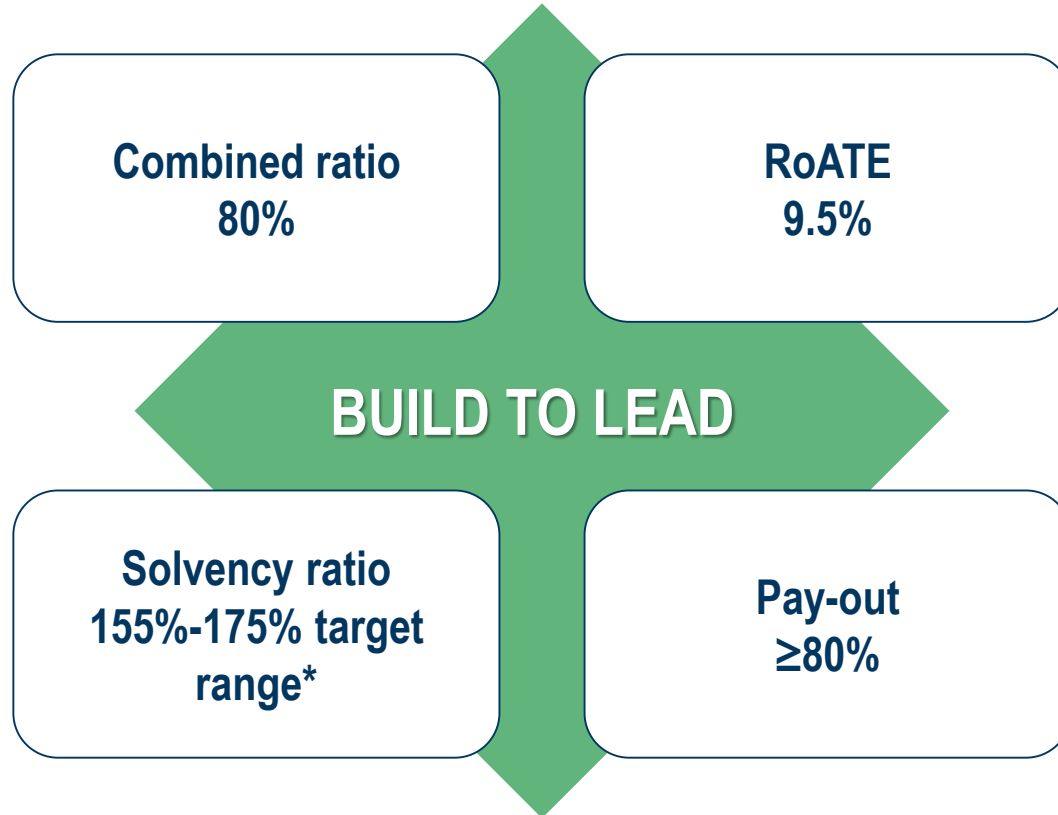 Combined ratio
80%
RoATE
9.5%
BUILD TO LEAD
Solvency ratio
155%-175% target
range*
Pay-out
≥80%